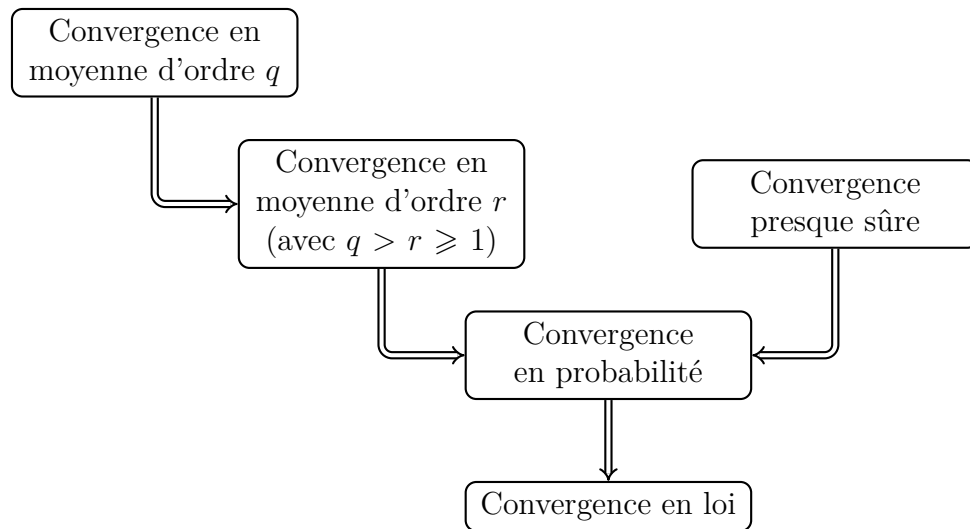 Convergence en
moyenne d'ordre q
Convergence en
moyenne d'ordre r
(avec q > r ⩾ 1)
Convergence
presque sûre
Convergence
en probabilité
Convergence en loi